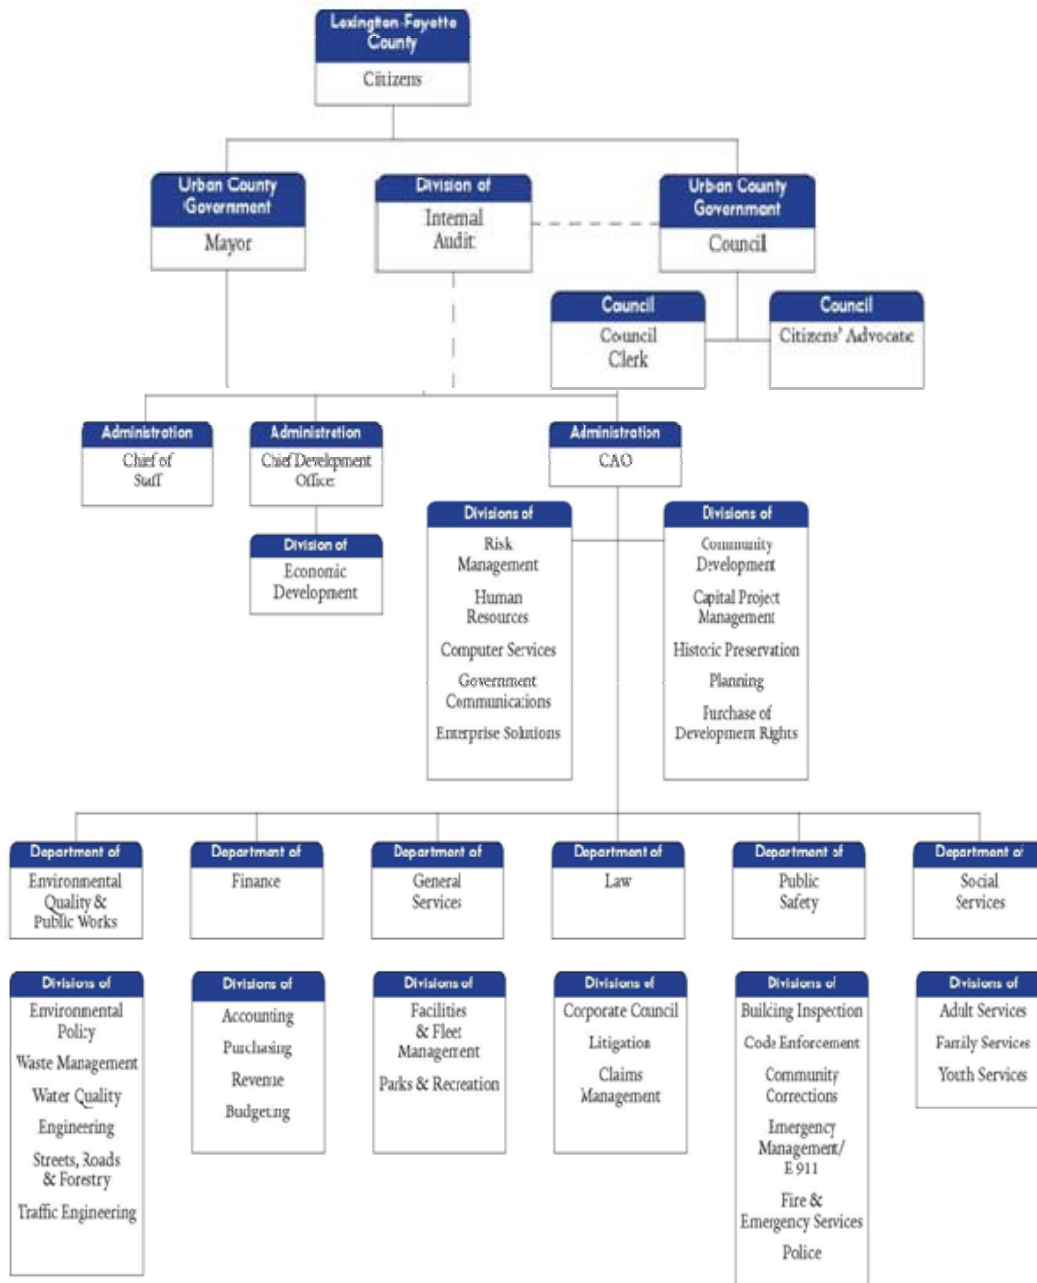 Lexington-Fayette
County
Citizens
Urban County
Government
Mayor
Division of
Internal
Audit
Urban County
Government
Council
Council
Council
Clerk
Council
Citizens' Advocate
Administration
Chief of
Staff
Administration
Chief Development
Officer
Administration
CAO
Division of
Economic
Development
Divisions of
Risk
Management
Human
Resources
Computer Services
Government
Communications
Enterprise Solutions
Divisions of
Community
Development
Capital Project
Management
Historic Preservation
Planning
Purchase of
Development Rights
Department of
Environmental
Quality &
Public Works
Department of
Finance
Department of
General
Services
Department of
Law
Department of
Public
Safety
Department of
Social
Services
Divisions of
Environmental
Policy
Waste Management
Water Quality
Engineering
Streets, Roads
& Forestry
Traffic Engineering
Divisions of
Accounting
Purchasing
Revenue
Budgeting
Divisions of
Facilities
& Fleet
Management
Parks & Recreation
Divisions of
Corporate Council
Litigation
Claims
Management
Divisions of
Building Inspection
Code Enforcement
Community
Corrections
Emergency
Management/
E 911
Fire &
Emergency Services
Police
Divisions of
Adult Services
Family Services
Youth Services